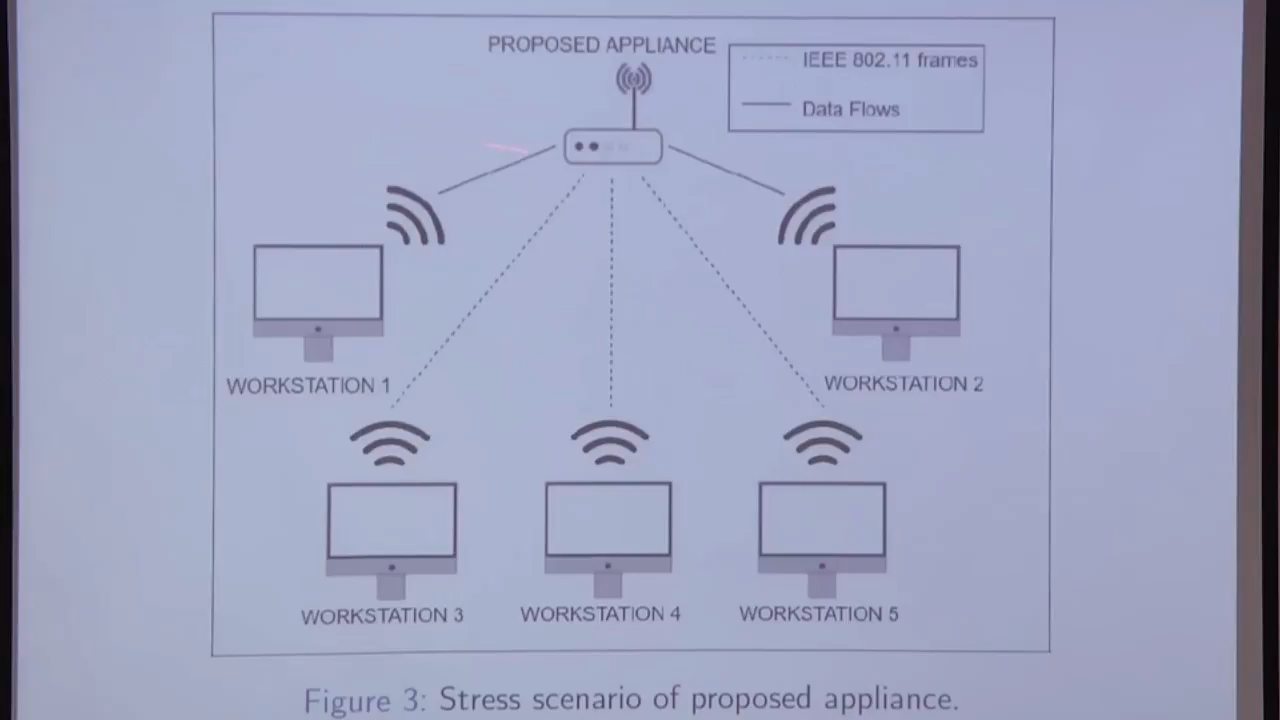 PROPOSED APPLIANCE
IEEE 802.11 frames
Data Flows
WORKSTATION 1
WORKSTATION 2
WORKSTATION 3
WORKSTATION 4
WORKSTATION 5
Figure 3: Stress scenario of proposed appliance.